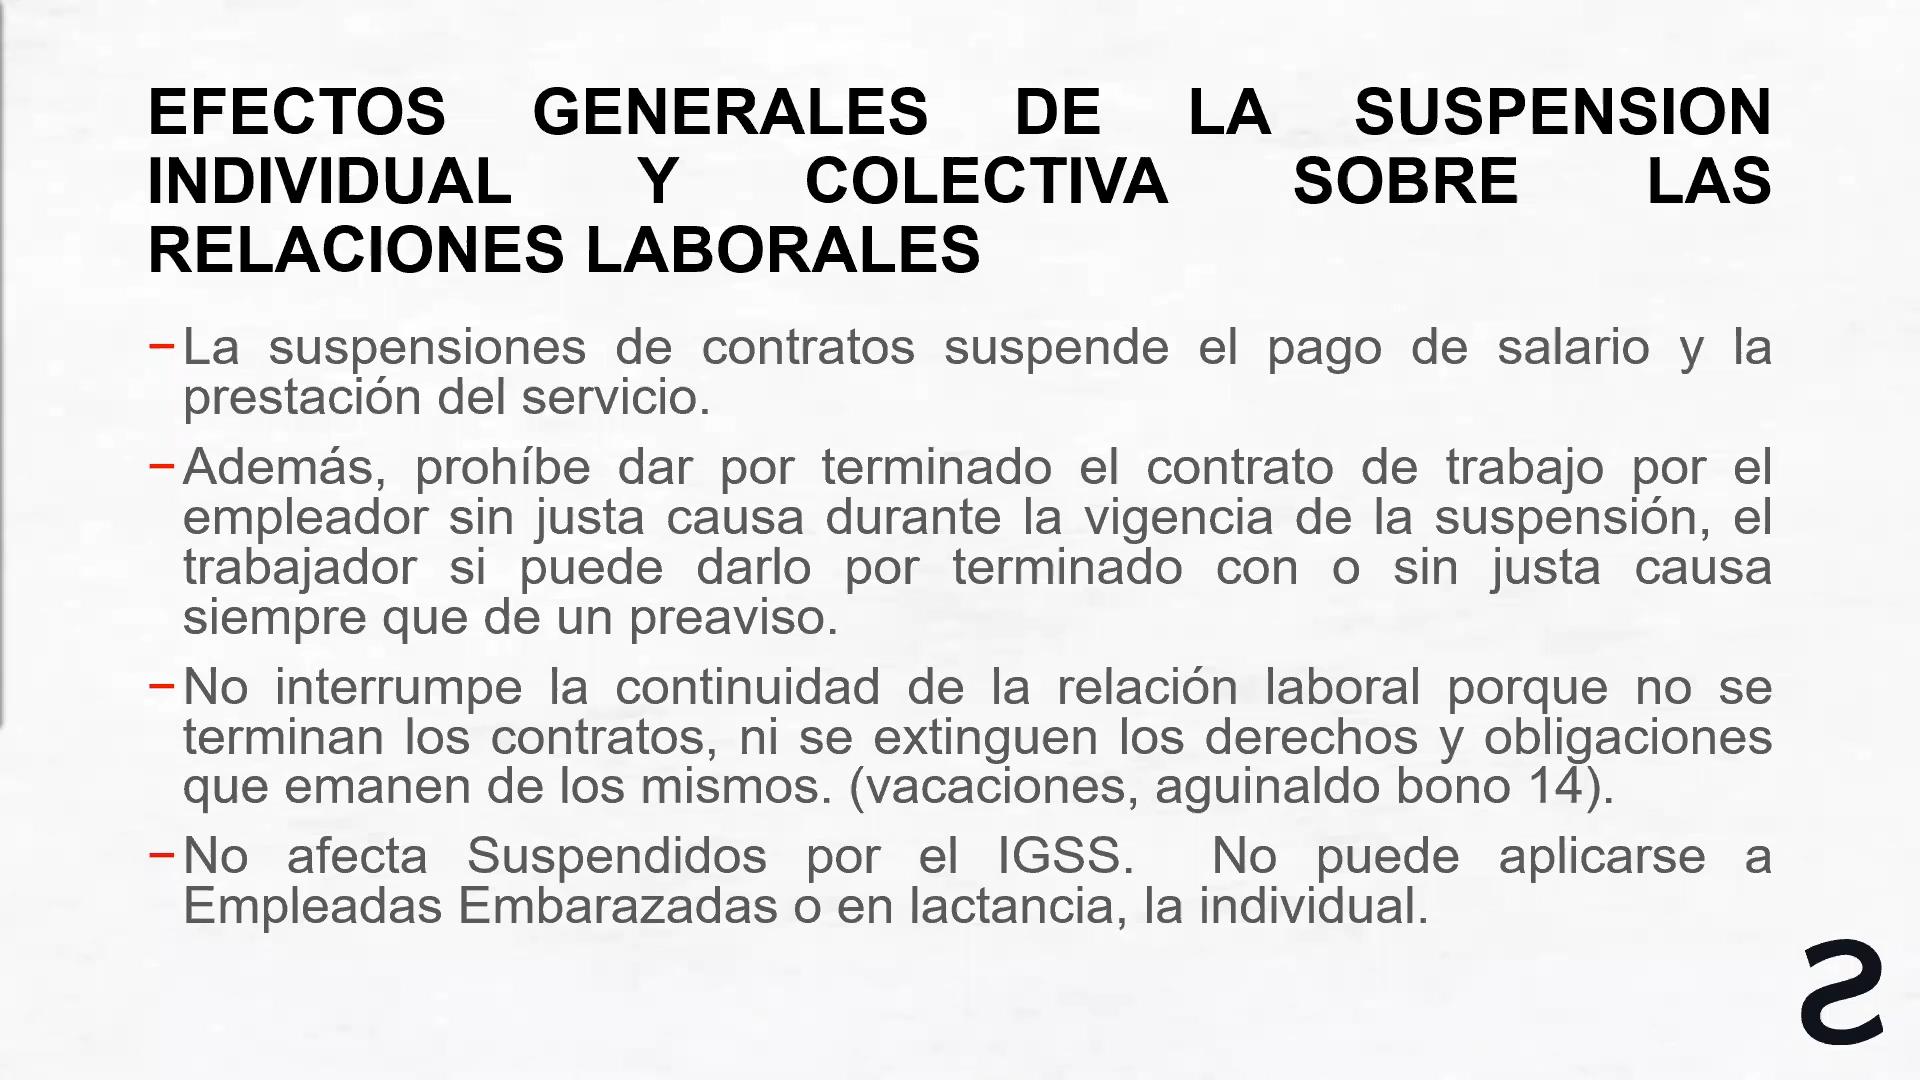 EFECTOS GENERALES DE LA SUSPENSION
INDIVIDUAL Y COLECTIVA SOBRE LAS
RELACIONES LABORALES
–La suspensiones de contratos suspende el pago de salario y la
prestación del servicio.
–Además, prohíbe dar por terminado el contrato de trabajo por el
empleador sin justa causa durante la vigencia de la suspensión, el
trabajador si puede darlo por terminado con o sin justa causa
siempre que de un preaviso.
–No interrumpe la continuidad de la relación laboral porque no se
terminan los contratos, ni se extinguen los derechos y obligaciones
que emanen de los mismos. (vacaciones, aguinaldo bono 14).
–No afecta Suspendidos por el IGSS. No puede aplicarse a
Empleadas Embarazadas o en lactancia, la individual.